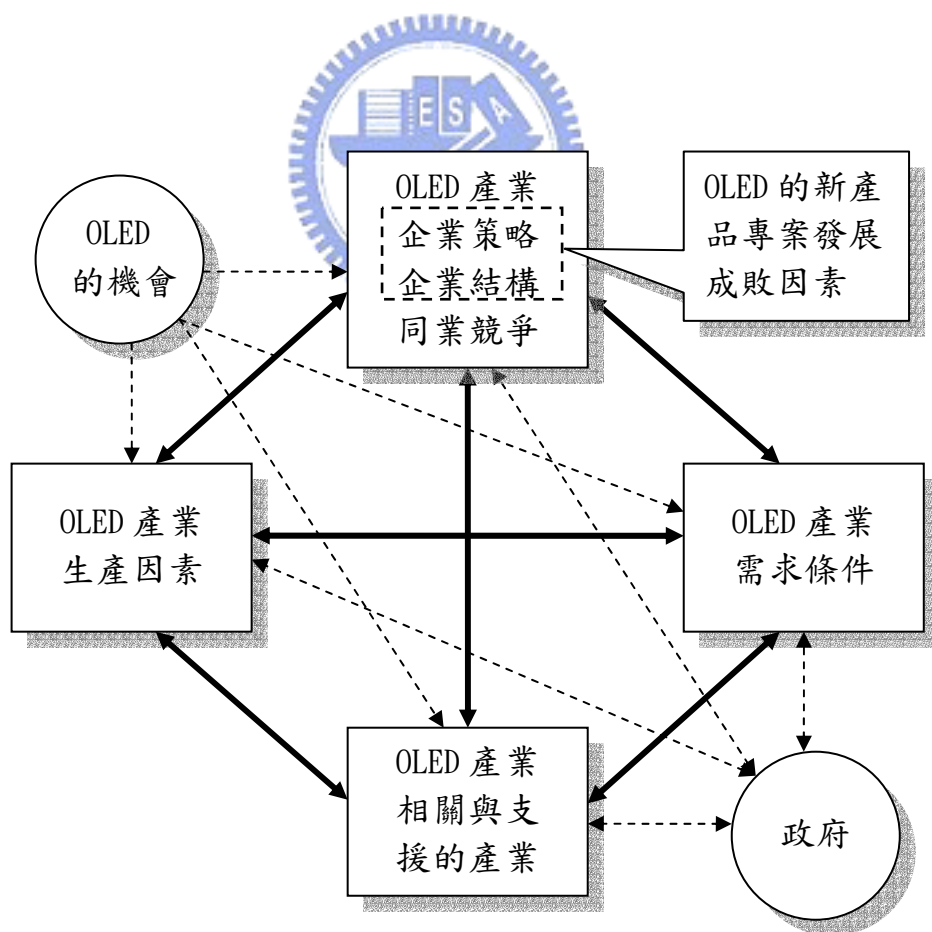 ESA
OLED 產業
企業策略
企業結構
同業競爭
OLED 的新產
品專案發展
成敗因素
OLED
的機會
OLED 產業
生產因素
OLED 產業
需求條件
OLED 產業
相關與支
援的產業
政府